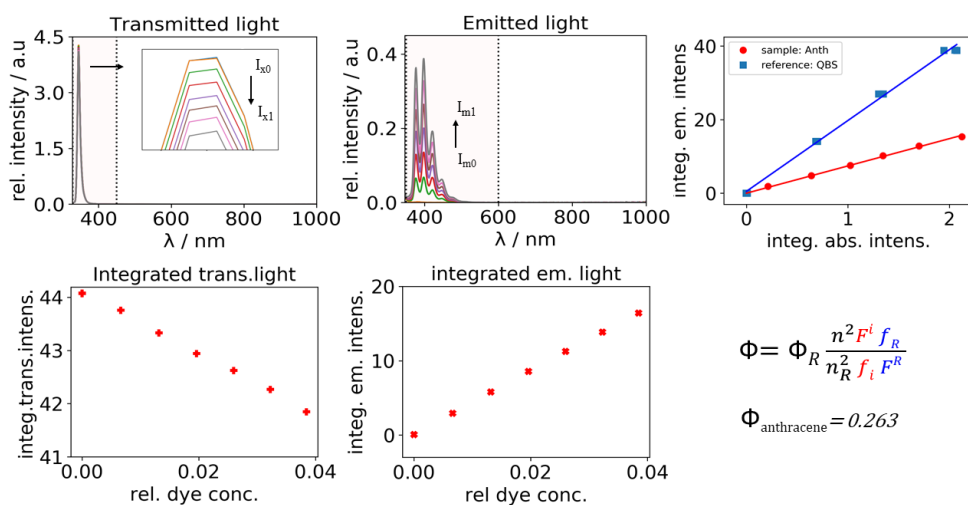 Transmitted light
rel. intensity / a.u
4.5
3.0
1.5
0.0
I_x0
I_x1
400 600 800 1000
λ / nm
Emitted light
rel. intensity / a.u
0.4
0.2
0.0
I_m1
I_m0
400 600 800 1000
λ / nm
integ. em. intens
40
20
0
sample: Anth
reference: QBS
0 1 2
integ. abs. intens.
Integrated trans.light
integ.trans.intens.
44
43
42
41
0.00 0.02 0.04
rel. dye conc.
integrated em. light
integ. em. intens.
20
10
0
0.00 0.02 0.04
rel dye conc.
Φ= Φ_R n² Fⁱ f_R / n_R² f_i F^R
Φ_anthracene = 0.263